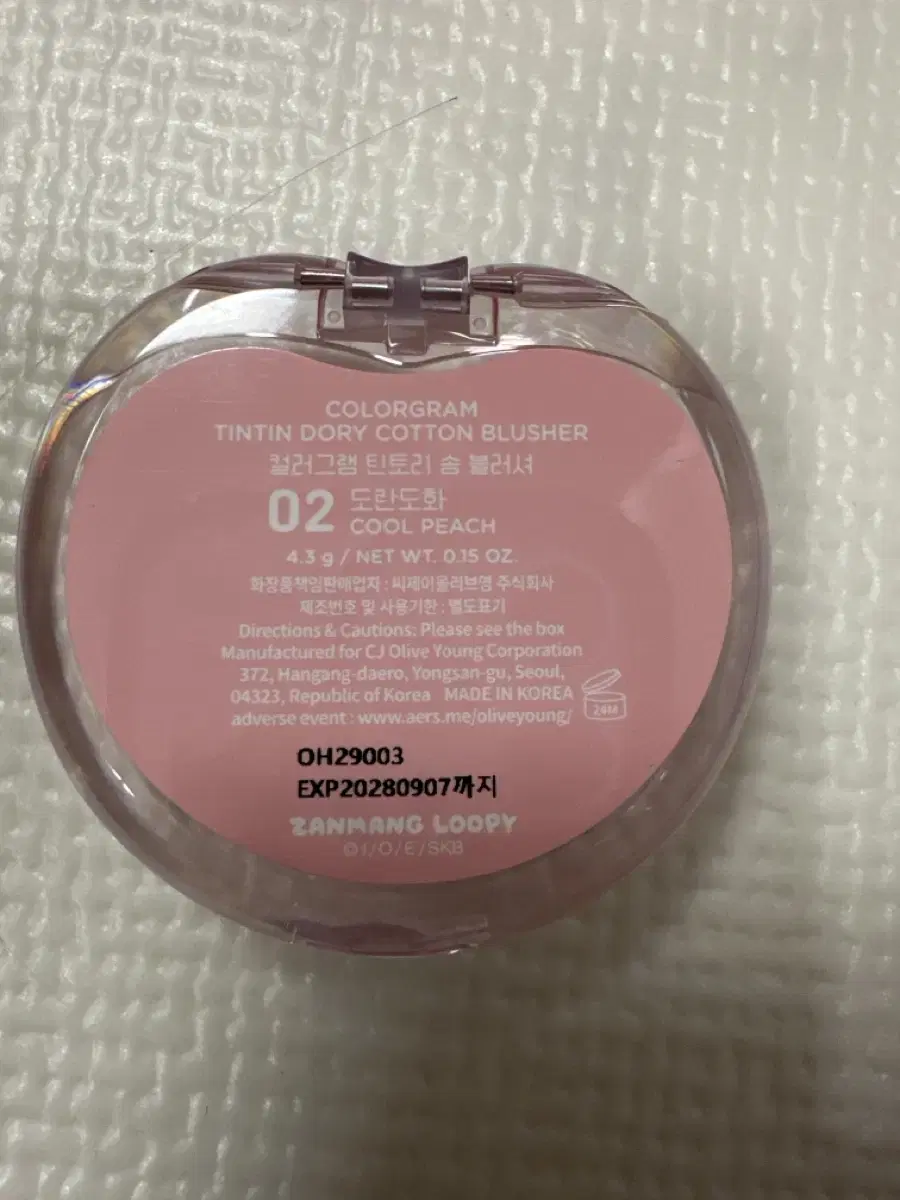 COLORGRAM
TINTIN DORY COTTON BLUSHER
컬러그램 틴토리 솜 블러셔
02 도란도화
COOL PEACH
4.3 g / NET WT. 0.15 OZ.
화장품책임판매업자 : 씨제이올리브영 주식회사
제조번호 및 사용기한 : 별도표기
Directions & Cautions: Please see the box
Manufactured for CJ Olive Young Corporation
372, Hangang-daero, Yongsan-gu, Seoul,
04323, Republic of Korea MADE IN KOREA
24M
adverse event : www.aers.me/oliveyoung/
OH29003
EXP20280907까지
ZANMANG LOOPY
©I/O/E/SKB